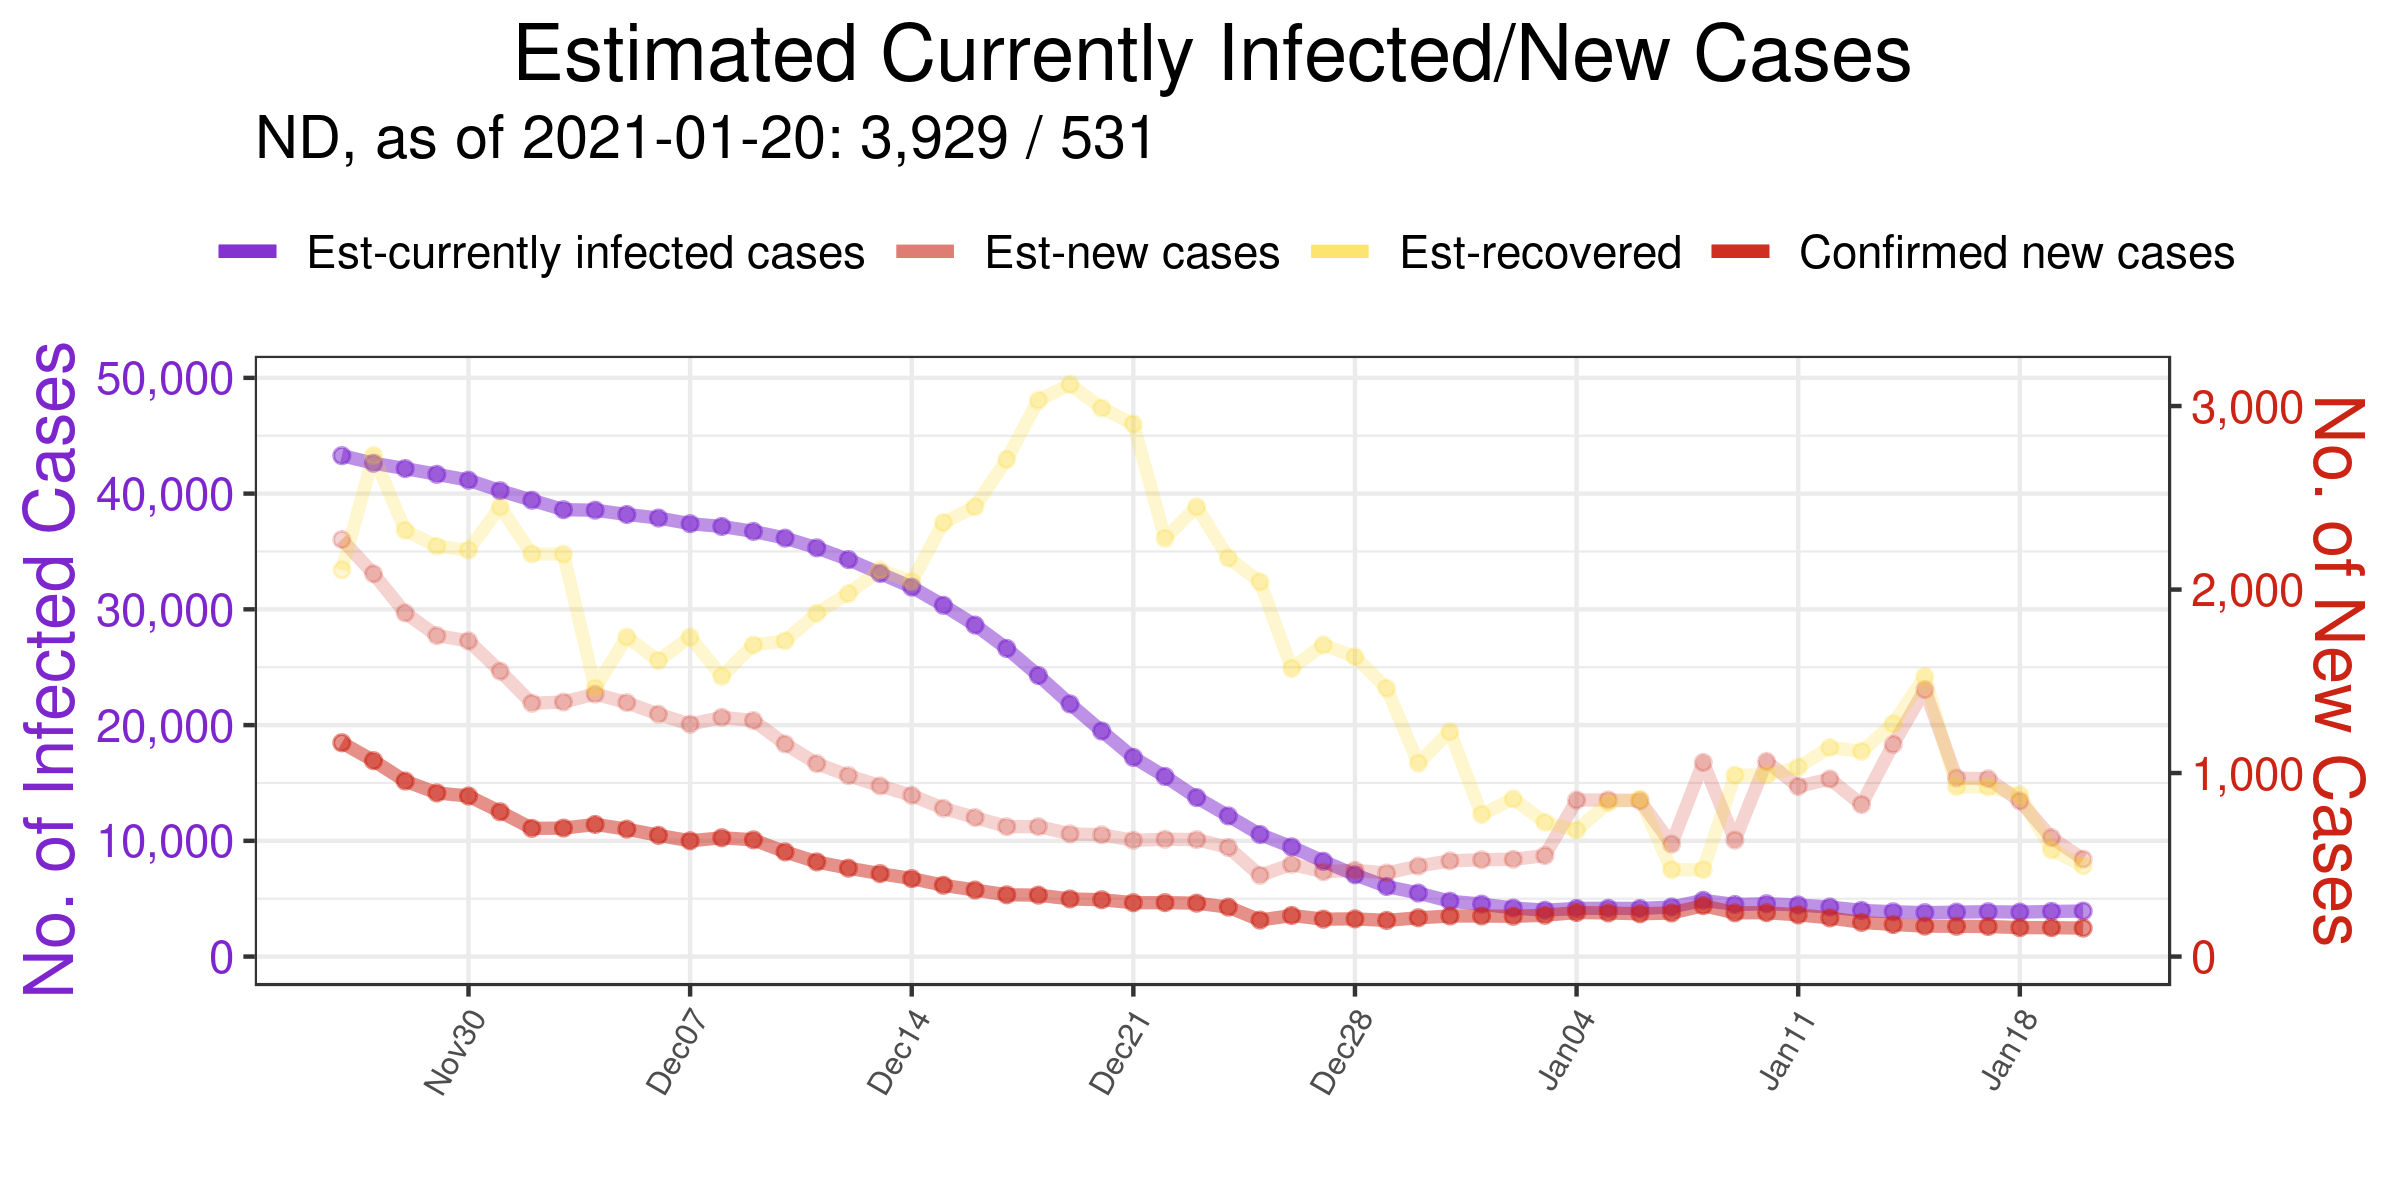 Estimated Currently Infected/New Cases
ND, as of 2021-01-20: 3,929 / 531
Est-currently infected cases Est-new cases Est-recovered Confirmed new cases
No. of Infected Cases
50,000
40,000
30,000
20,000
10,000
0
3,000
2,000
1,000
0
No. of New Cases
Nov30 Dec07 Dec14 Dec21 Dec28 Jan04 Jan11 Jan18